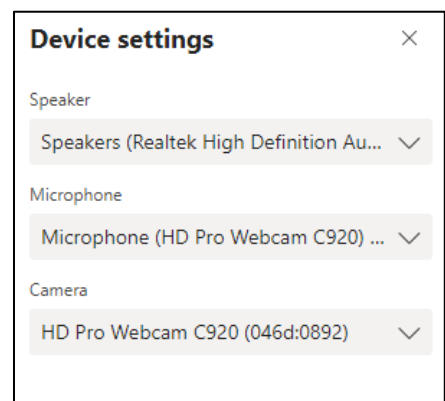 Device settings
Speaker
Speakers (Realtek High Definition Au...
Microphone
Microphone (HD Pro Webcam C920) ...
Camera
HD Pro Webcam C920 (046d:0892)